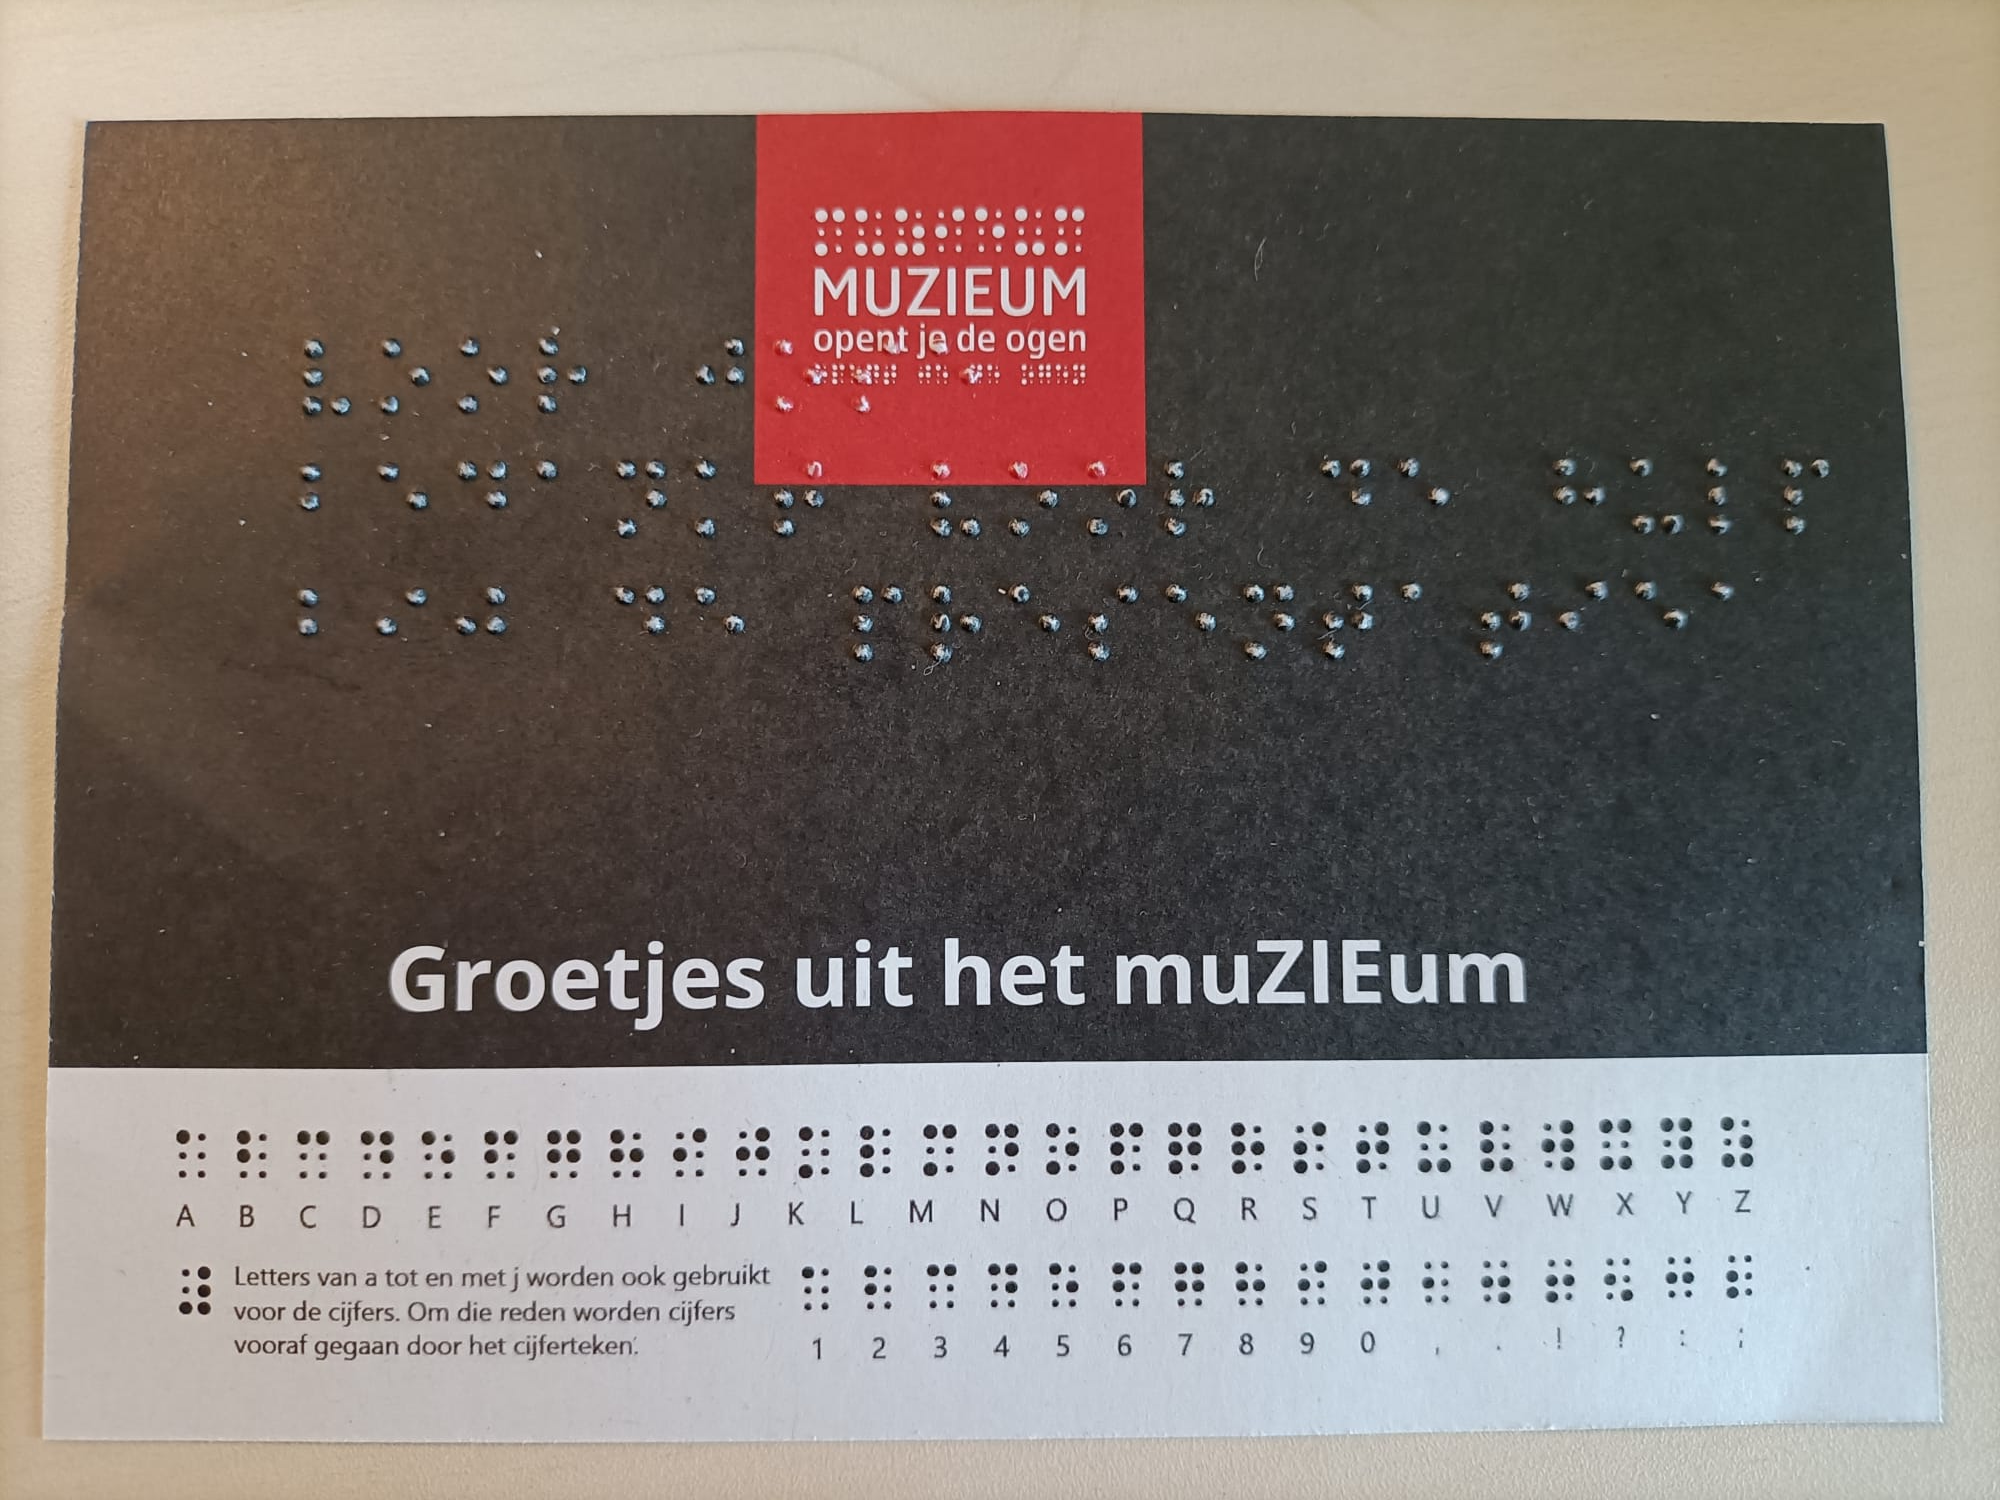 ⠍⠥⠵⠊⠑⠥⠍
MUZIEUM
opent je de ogen
⠧⠕⠕⠗ ⠚⠕⠎⠑
⠃⠑⠛⠁⠝⠅⠞ ⠧⠕⠕⠗ ⠙⠑ ⠓⠥⠇⠏
⠃⠊⠚ ⠙⠑ ⠏⠗⠑⠎⠑⠝⠞⠁⠞⠊⠑⠁
Groetjes uit het muZIEum
⠁ ⠃ ⠉ ⠙ ⠑ ⠋ ⠛ ⠓ ⠊ ⠚ ⠅ ⠇ ⠍ ⠝ ⠕ ⠏ ⠟ ⠗ ⠎ ⠞ ⠥ ⠧ ⠺ ⠭ ⠽ ⠵
A B C D E F G H I J K L M N O P Q R S T U V W X Y Z
⠼ Letters van a tot en met j worden ook gebruikt
voor de cijfers. Om die reden worden cijfers
vooraf gegaan door het cijferteken.
⠁ ⠃ ⠉ ⠙ ⠑ ⠋ ⠛ ⠓ ⠊ ⠚ ⠂ ⠲ ⠖ ⠢ ⠒ ⠆
1 2 3 4 5 6 7 8 9 0 , . ! ? : ;